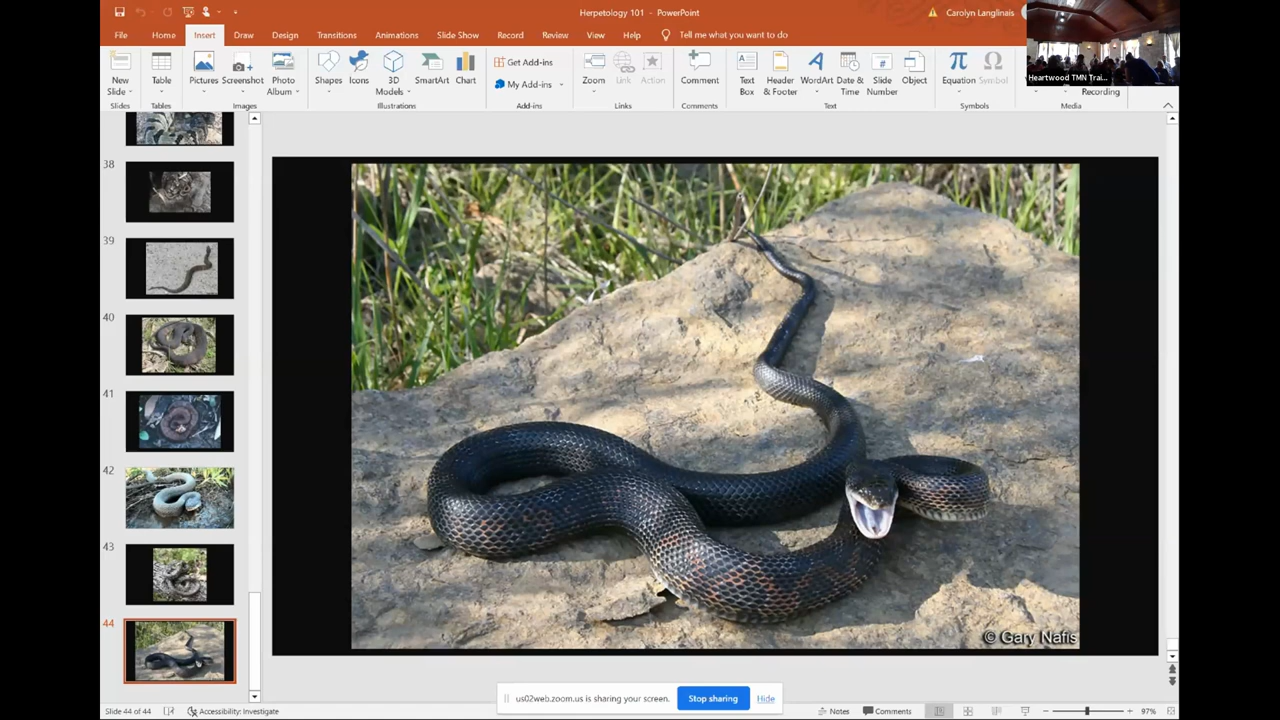 Herpetology 101 - PowerPoint
Carolyn Langlinais
File Home Insert Draw Design Transitions Animations Slide Show Record Review View Help Tell me what you want to do
New Slide
Table
Pictures
Screenshot
Photo Album
Shapes
Icons
3D Models
SmartArt
Chart
Get Add-ins
My Add-ins
Zoom
Link
Action
Comment
Text Box
Header & Footer
WordArt
Date & Time
Slide Number
Object
Equation
Symbol
Recording
Slides Tables Images Illustrations Add-ins Links Comments Text Symbols Media
Heartwood TMN Trai...
38
39
40
41
42
43
44
© Gary Nafis
us02web.zoom.us is sharing your screen. Stop sharing Hide
Slide 44 of 44 Accessibility: Investigate Notes Comments 97%